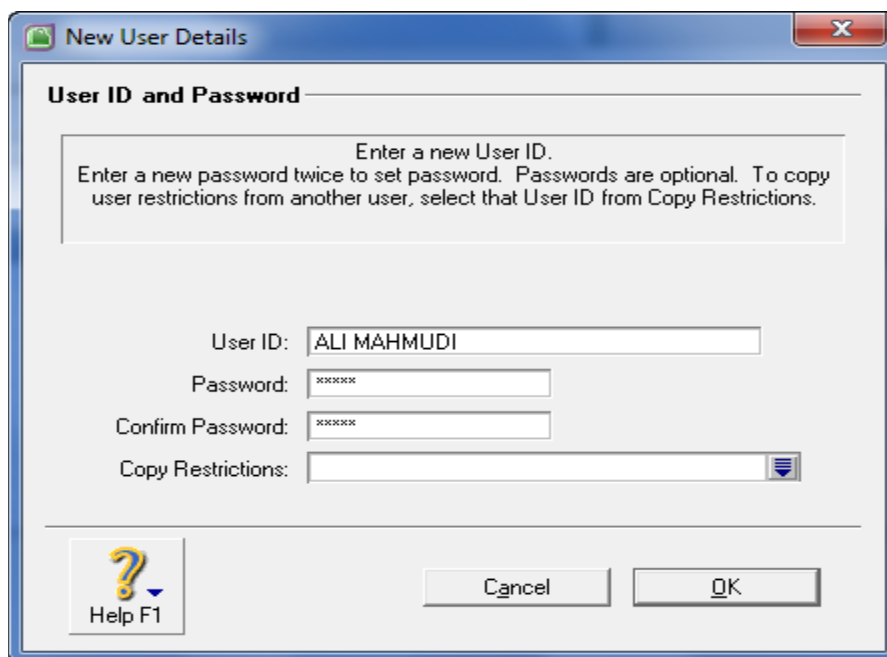 New User Details
User ID and Password
Enter a new User ID.
Enter a new password twice to set password. Passwords are optional. To copy
user restrictions from another user, select that User ID from Copy Restrictions.
User ID: ALI MAHMUDI
Password: *****
Confirm Password: *****
Copy Restrictions:
Help F1
Cancel
OK